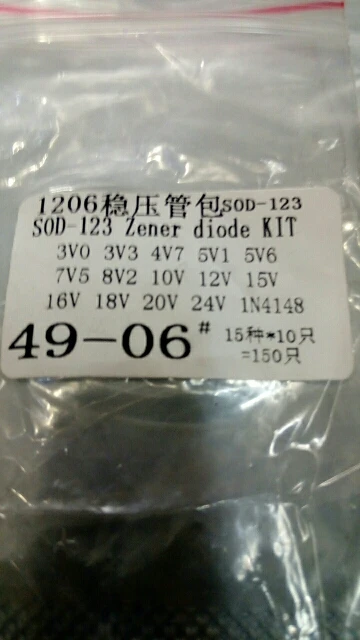 1206稳压管包SOD-123
SOD-123 Zener diode KIT
3V0 3V3 4V7 5V1 5V6
7V5 8V2 10V 12V 15V
16V 18V 20V 24V 1N4148
49-06# 15种*10只
=150只